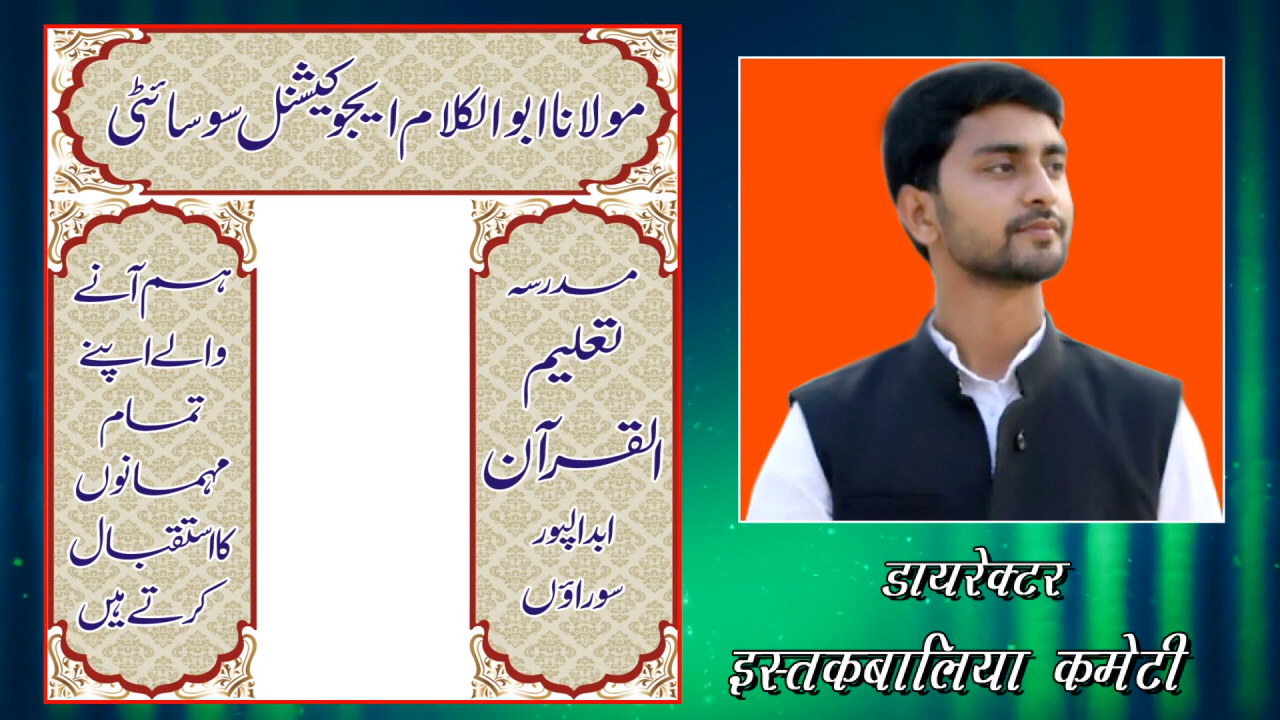 مولانا ابوالکلام ایجوکیشنل سوسائٹی
مدرسہ
تعلیم
القرآن
ابدالپور
سوراؤں
ہم آنے
والے اپنے
تمام
مہمانوں
کا استقبال
کرتے ہیں
डायरेक्टर
इस्तकबालिया कमेटी